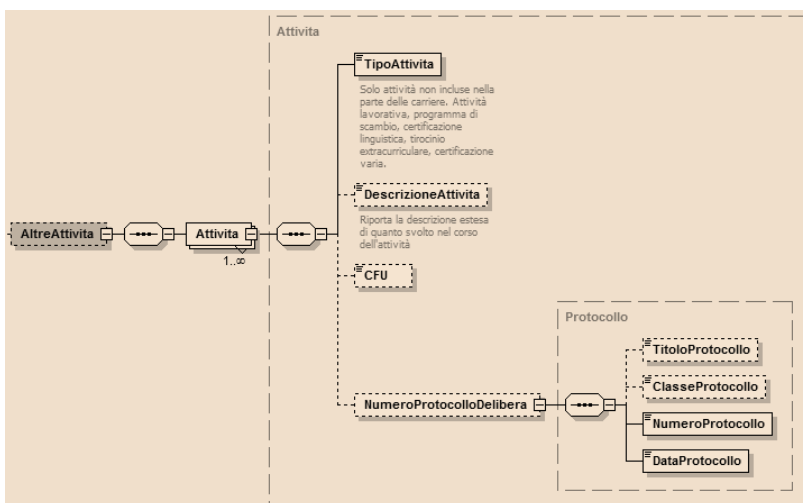 Attivita
TipoAttivita
Solo attività non incluse nella
parte delle carriere. Attività
lavorativa, programma di
scambio, certificazione
linguistica, tirocinio
extracurriculare, certificazione
varia.
DescrizioneAttivita
Riporta la descrizione estesa
di quanto svolto nel corso
dell'attività
AltreAttivita
Attivita
1..∞
CFU
Protocollo
TitoloProtocollo
ClasseProtocollo
NumeroProtocolloDelibera
NumeroProtocollo
DataProtocollo